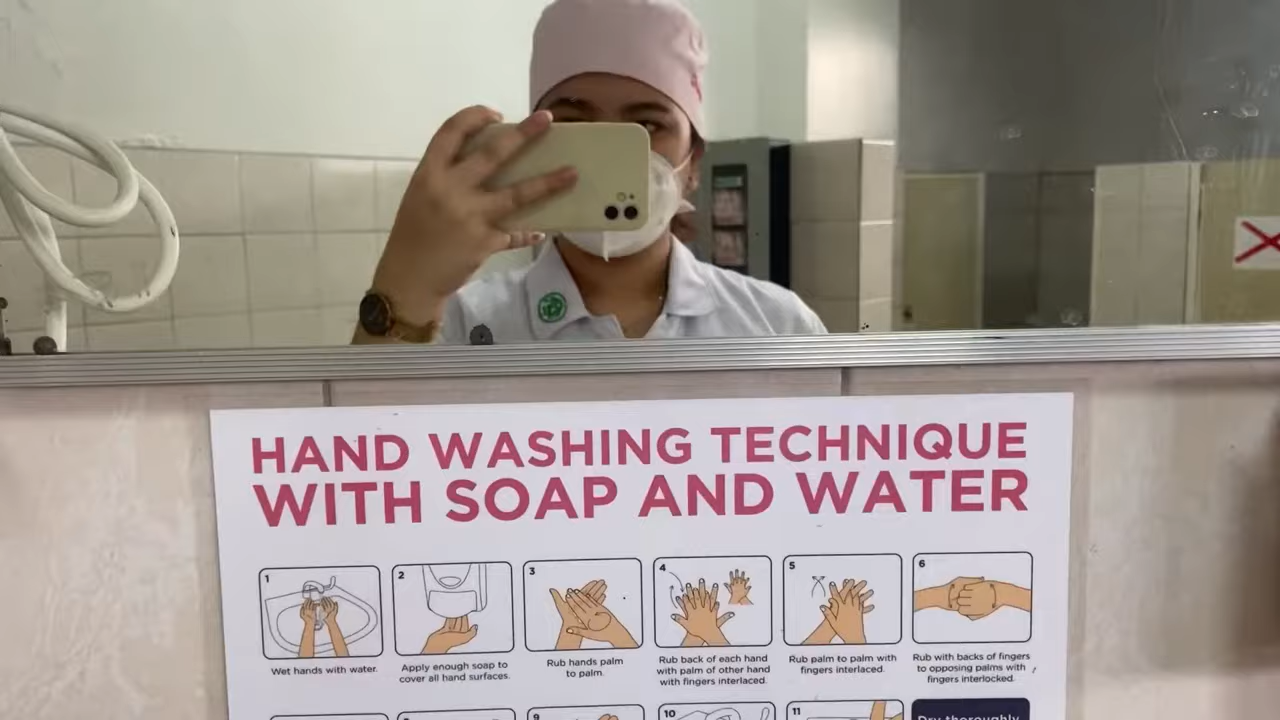 HAND WASHING TECHNIQUE
WITH SOAP AND WATER
1
Wet hands with water.
2
Apply enough soap to
cover all hand surfaces.
3
Rub hands palm
to palm.
4
Rub back of each hand
with palm of other hand
with fingers interlaced.
5
Rub palm to palm with
fingers interlaced.
6
Rub with backs of fingers
to opposing palms with
fingers interlocked.
9
10
11
Dry thoroughly